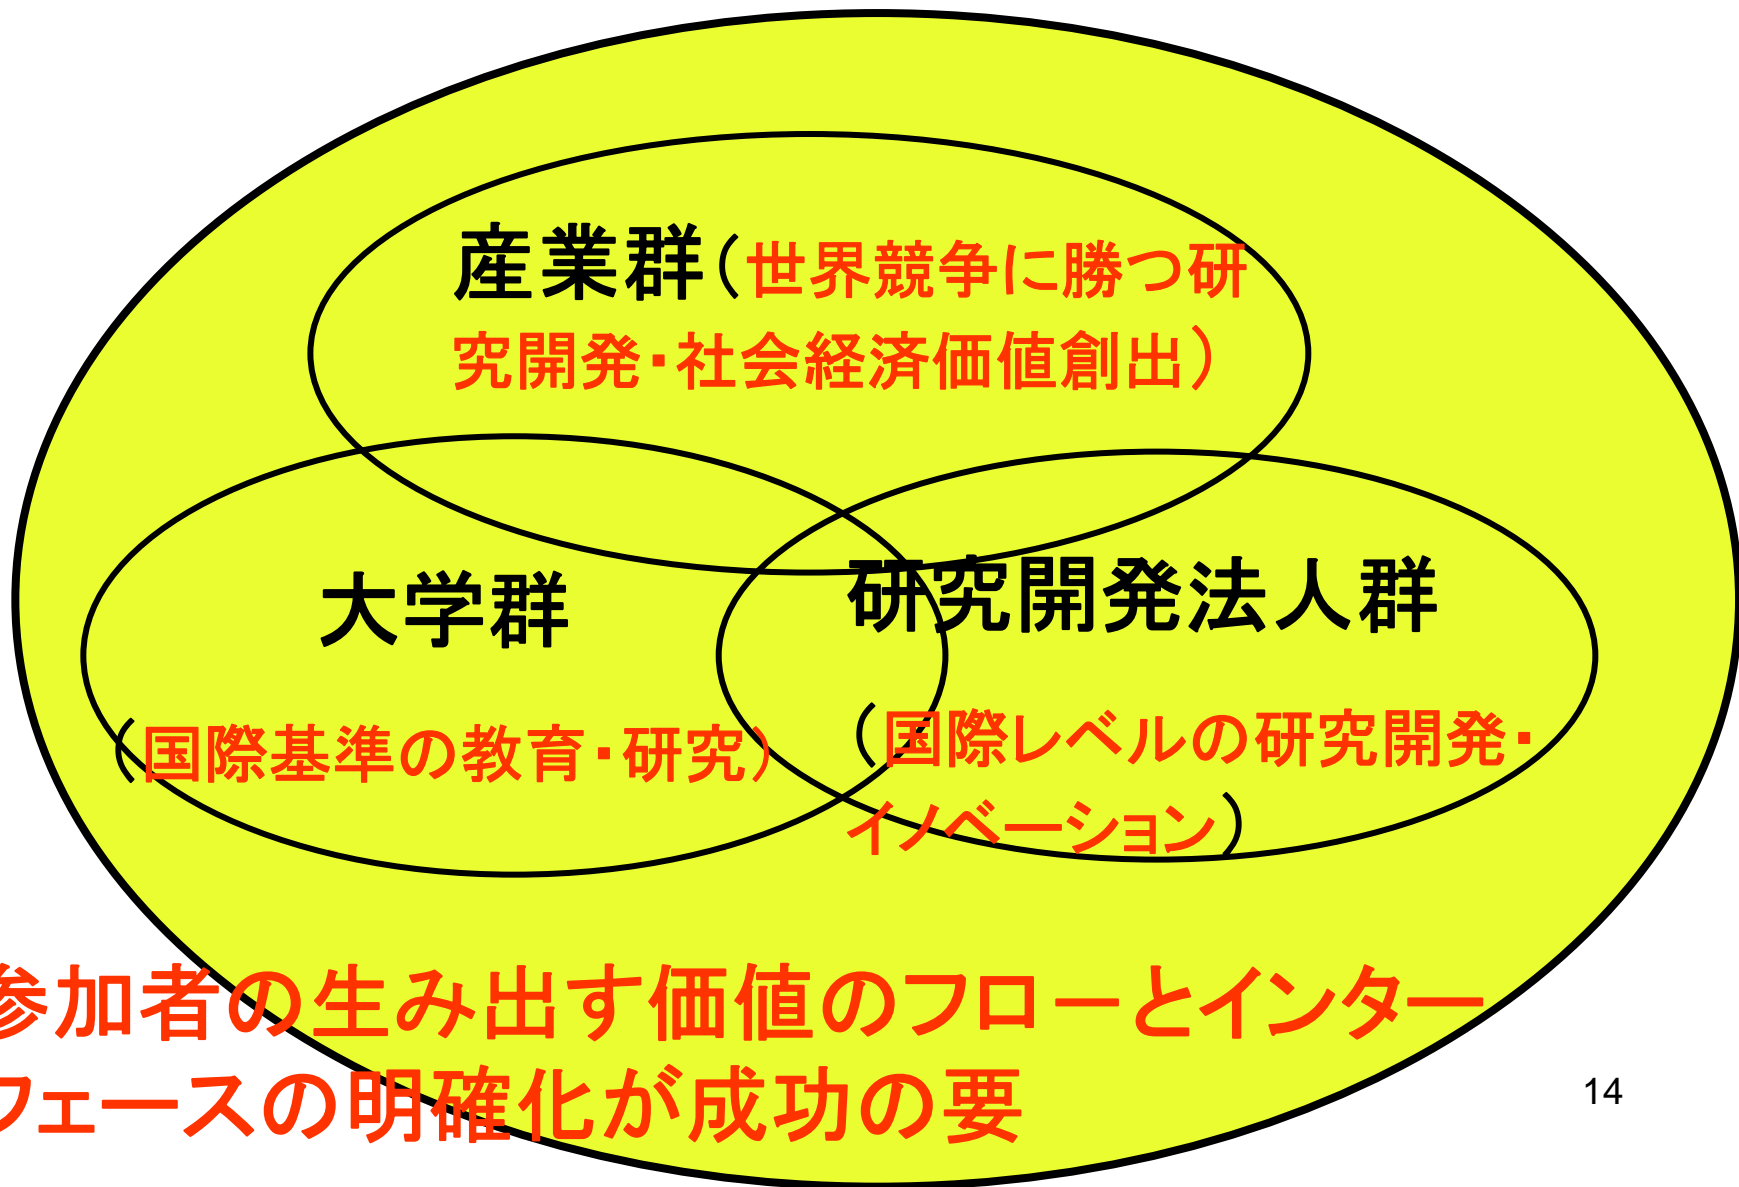 産業群(世界競争に勝つ研
究開発・社会経済価値創出)
大学群
(国際基準の教育・研究)
研究開発法人群
(国際レベルの研究開発・
イノベーション)
参加者の生み出す価値のフローとインター
フェースの明確化が成功の要
14